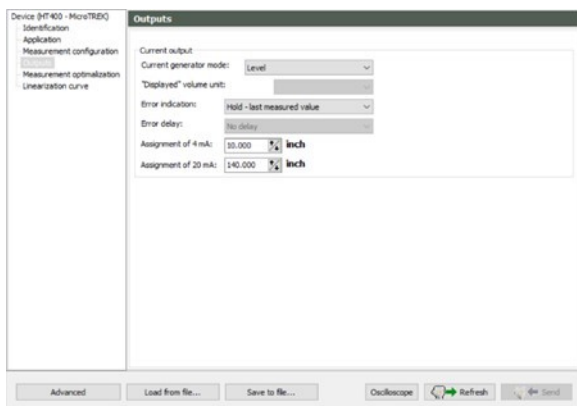 Device (HT400 - MicroTREK)
Identification
Application
Measurement configuration
Outputs
Measurement optimalization
Linearization curve
Outputs
Current output
Current generator mode: Level
"Displayed" volume unit:
Error indication: Hold - last measured value
Error delay: No delay
Assignment of 4 mA: 10.000 inch
Assignment of 20 mA: 140.000 inch
Advanced Load from file... Save to file... Oscilloscope Refresh Send